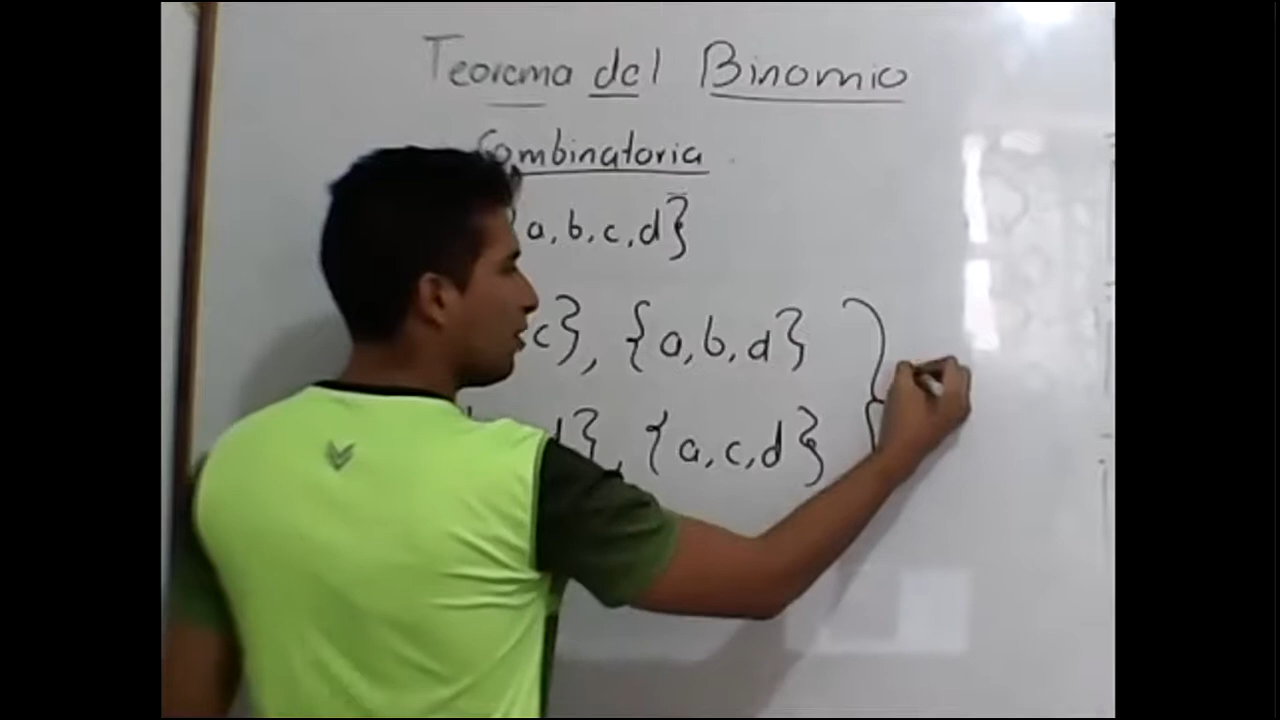 Teorema del Binomio
Combinatoria
{a,b,c,d}
c}, {a,b,d}
d}, {a,c,d}